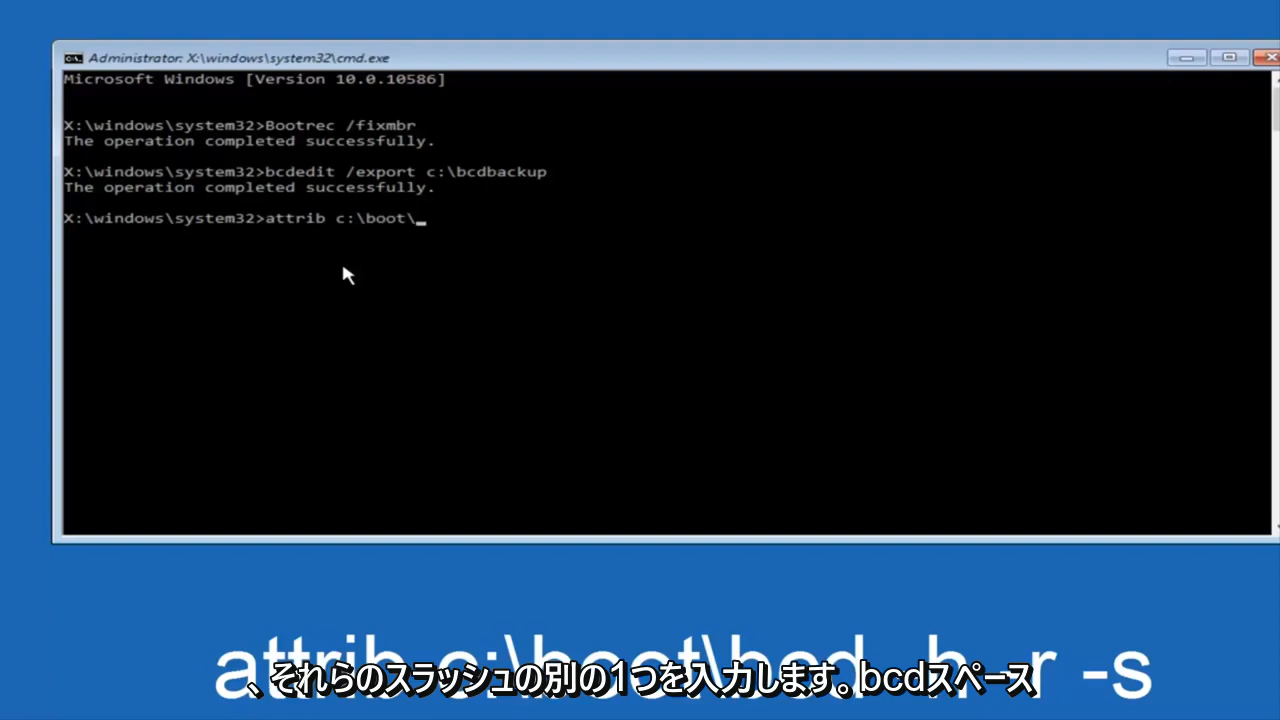 Administrator: X:\windows\system32\cmd.exe
Microsoft Windows [Version 10.0.10586]
X:\windows\system32>Bootrec /fixmbr
The operation completed successfully.
X:\windows\system32>bcdedit /export c:\bcdbackup
The operation completed successfully.
X:\windows\system32>attrib c:\boot\_
attrib c:\boot\bcd -h -r -s
、それらのスラッシュの別の1つを入力します。bcdスペース